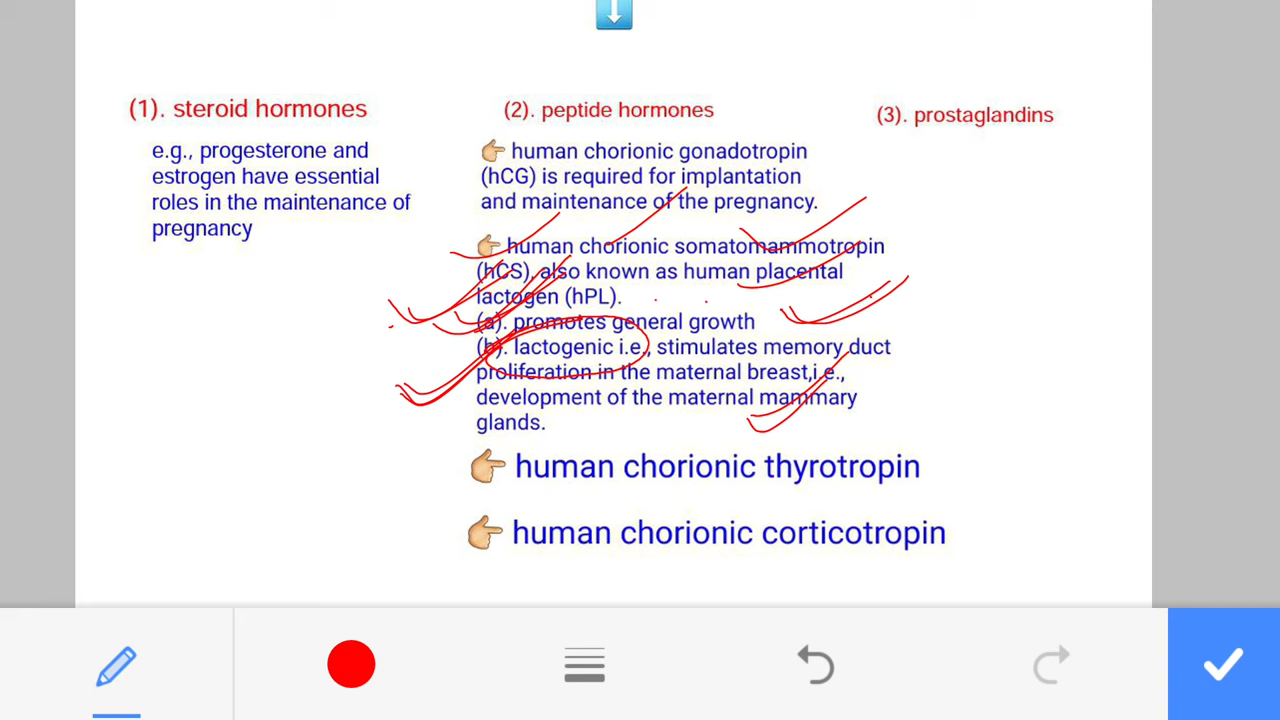 (1). steroid hormones
e.g., progesterone and
estrogen have essential
roles in the maintenance of
pregnancy
(2). peptide hormones
👉 human chorionic gonadotropin
(hCG) is required for implantation
and maintenance of the pregnancy.
👉 human chorionic somatomammotropin
(hCS), also known as human placental
lactogen (hPL).
(a). promotes general growth
(b). lactogenic i.e., stimulates memory duct
proliferation in the maternal breast,i.e.,
development of the maternal mammary
glands.
👉 human chorionic thyrotropin
👉 human chorionic corticotropin
(3). prostaglandins